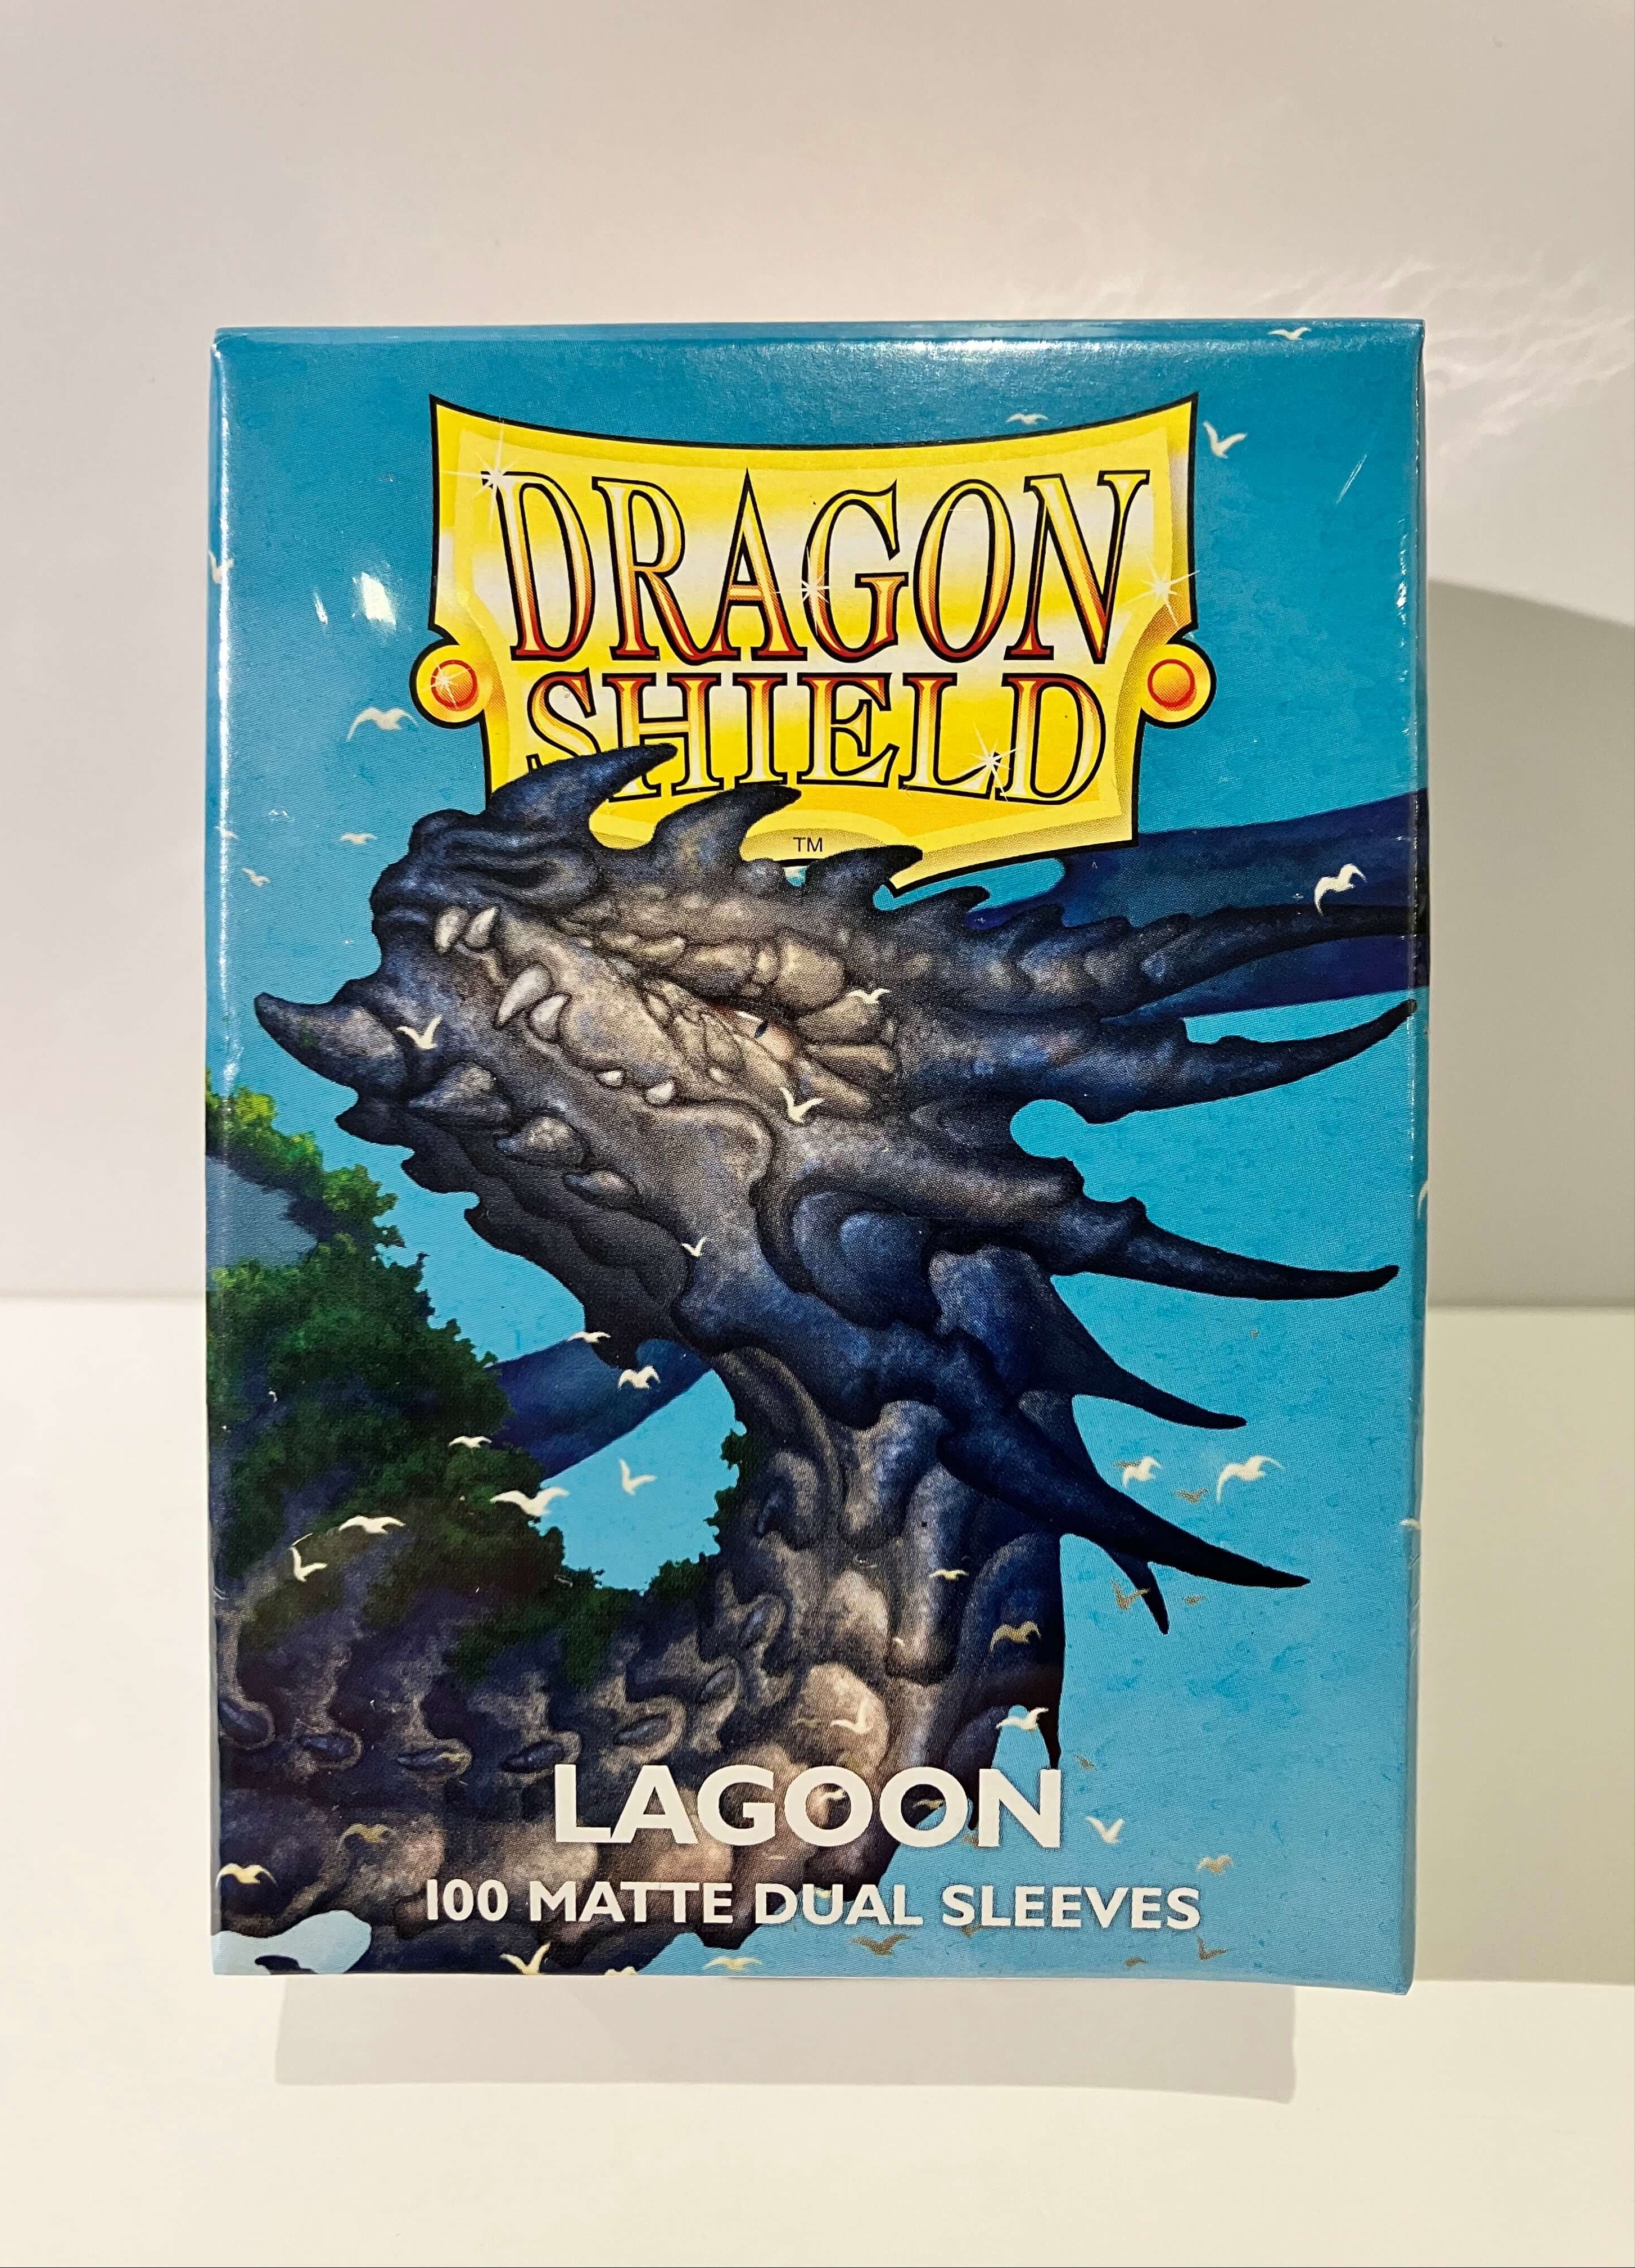 DRAGON
SHIELD
TM
LAGOON
100 MATTE DUAL SLEEVES